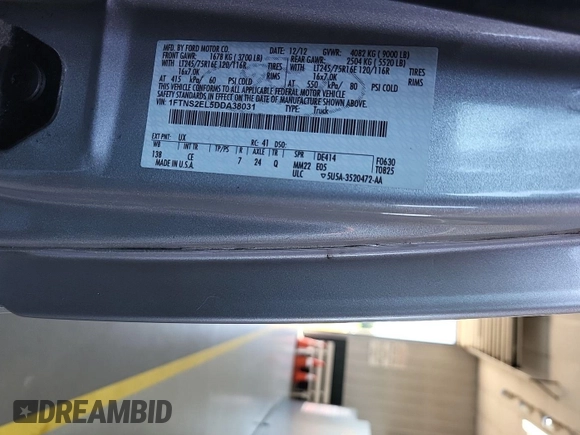 MFD. BY FORD MOTOR CO.
DATE: 12/12 GVWR: 4082 KG ( 9000 LB)
FRONT GAWR: 1678 KG ( 3700 LB) REAR GAWR: 2504 KG ( 5520 LB)
WITH LT245/75R16E 120/116R TIRES WITH LT245/75R16E 120/116R TIRES
16x7.0K RIMS 16x7.0K RIMS
AT 415 kPa/ 60 PSI COLD AT 550 kPa/ 80 PSI COLD
THIS VEHICLE CONFORMS TO ALL APPLICABLE FEDERAL MOTOR VEHICLE
SAFETY STANDARDS IN EFFECT ON THE DATE OF MANUFACTURE SHOWN ABOVE.
VIN: 1FTNS2EL5DDA38031
TYPE: Truck
EXT PNT: UX RC: 41 DSO: F0630
WB TP/PS R AXLE TR SPR DE414 T0825
138 CE 7 24 Q MM22 E05
MADE IN U.S.A. ULC 5U5A-3520472-AA
DREAMBID